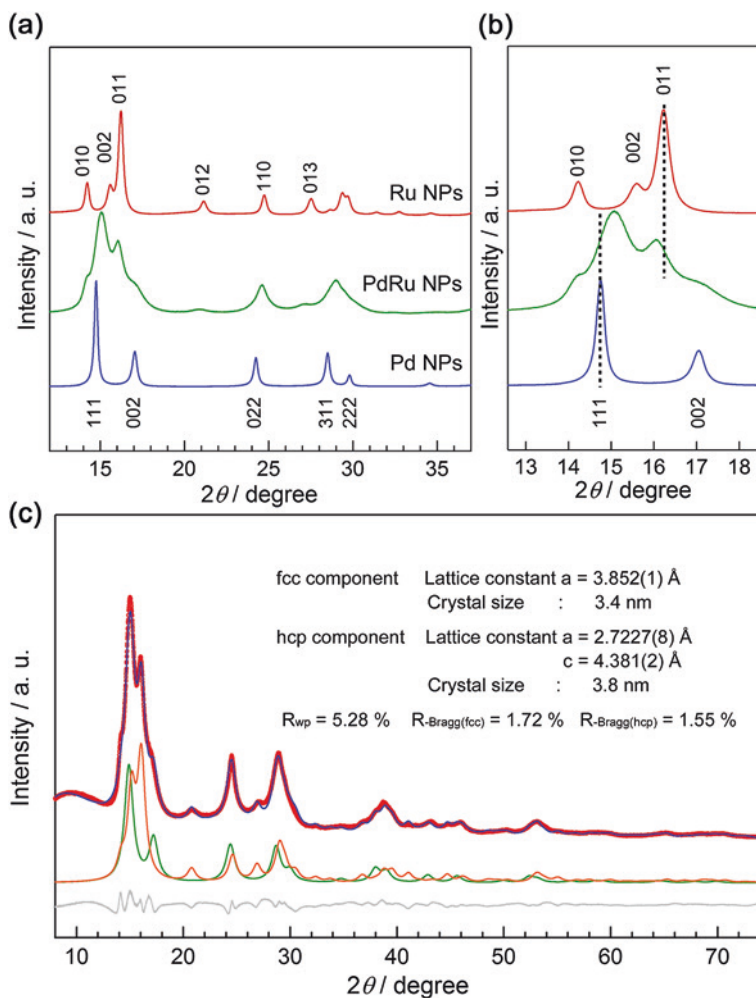 (a)
010
002
011
012
110
013
Ru NPs
PdRu NPs
Pd NPs
111
002
022
311
222
Intensity / a. u.
15 20 25 30 35
2θ / degree
(b)
010
002
011
111
002
Intensity / a. u.
13 14 15 16 17 18
2θ / degree
(c)
fcc component Lattice constant a = 3.852(1) Å
Crystal size : 3.4 nm
hcp component Lattice constant a = 2.7227(8) Å
c = 4.381(2) Å
Crystal size : 3.8 nm
Rwp = 5.28 % R-Bragg(fcc) = 1.72 % R-Bragg(hcp) = 1.55 %
Intensity / a. u.
10 20 30 40 50 60 70
2θ / degree